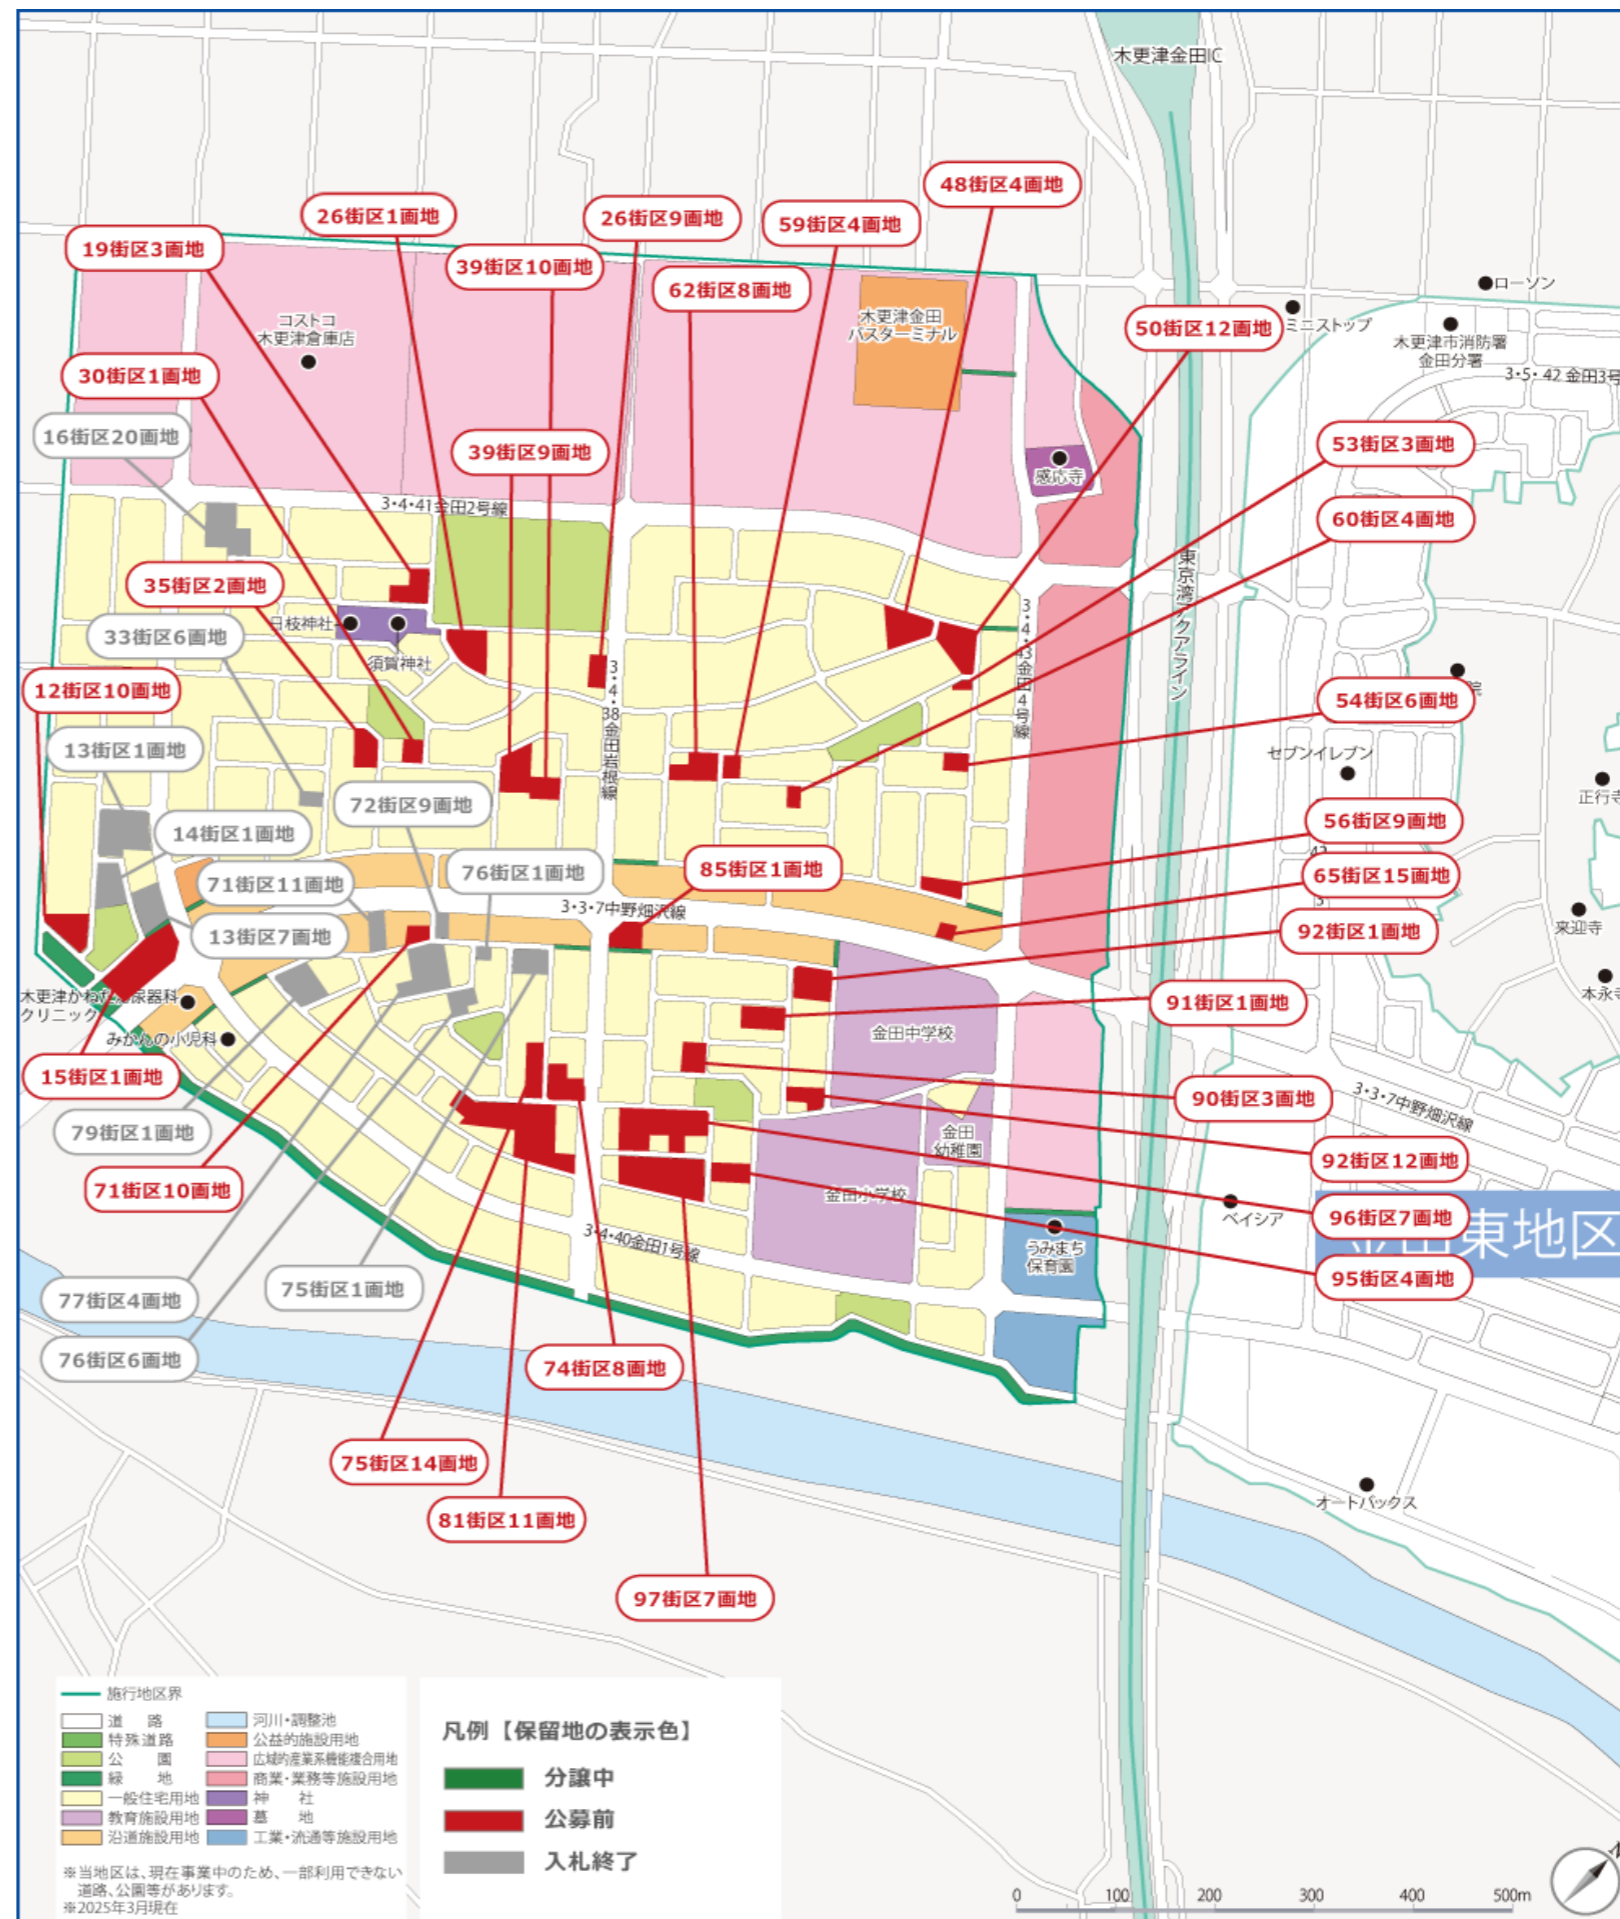 木更津金田IC
48街区4画地
26街区1画地
26街区9画地
59街区4画地
19街区3画地
39街区10画地
62街区8画地
ローソン
コストコ
木更津倉庫店
木更津金田
バスターミナル
50街区12画地
ミニストップ
木更津市消防署
金田分署
30街区1画地
3・5・42 金田3号
16街区20画地
39街区9画地
53街区3画地
感応寺
3・4・41金田2号線
60街区4画地
東京湾アクアライン
35街区2画地
日枝神社
33街区6画地
須賀神社
3・4・43金田4号線
3・4・38金田岩根線
12街区10画地
54街区6画地
13街区1画地
セブンイレブン
72街区9画地
正行寺
14街区1画地
56街区9画地
71街区11画地
76街区1画地
85街区1画地
65街区15画地
3・3・7中野畑沢線
13街区7画地
92街区1画地
来迎寺
木更津かねだ泌尿器科
クリニック
91街区1画地
本永寺
金田中学校
みかんの小児科
15街区1画地
90街区3画地
3・3・7中野畑沢線
79街区1画地
金田
幼稚園
92街区12画地
71街区10画地
金田小学校
ベイシア
96街区7画地
金田東地区
3・4・40金田1号線
うみまち
保育園
95街区4画地
75街区1画地
77街区4画地
76街区6画地
74街区8画地
75街区14画地
オートバックス
81街区11画地
97街区7画地
施行地区界
道　路
河川・調整池
特殊道路
公益的施設用地
公　園
広域的産業系機能複合用地
緑　地
商業・業務等施設用地
一般住宅用地
神　社
教育施設用地
墓　地
沿道施設用地
工業・流通等施設用地
※当地区は、現在事業中のため、一部利用できない
道路、公園等があります。
※2025年3月現在
凡例【保留地の表示色】
分譲中
公募前
入札終了
0 100 200 300 400 500m